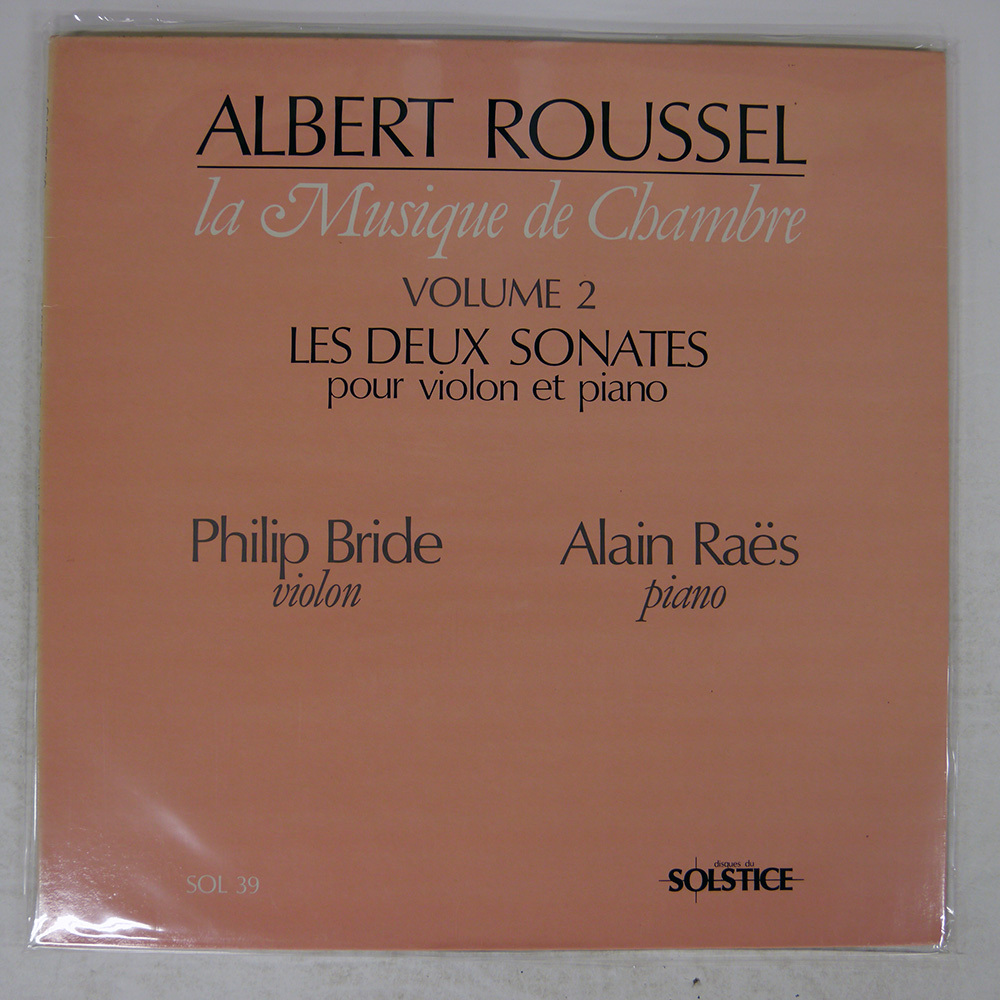 ALBERT ROUSSEL
la Musique de Chambre
VOLUME 2
LES DEUX SONATES
pour violon et piano
Philip Bride Alain Raës
violon piano
SOL 39
disques du
SOLSTICE